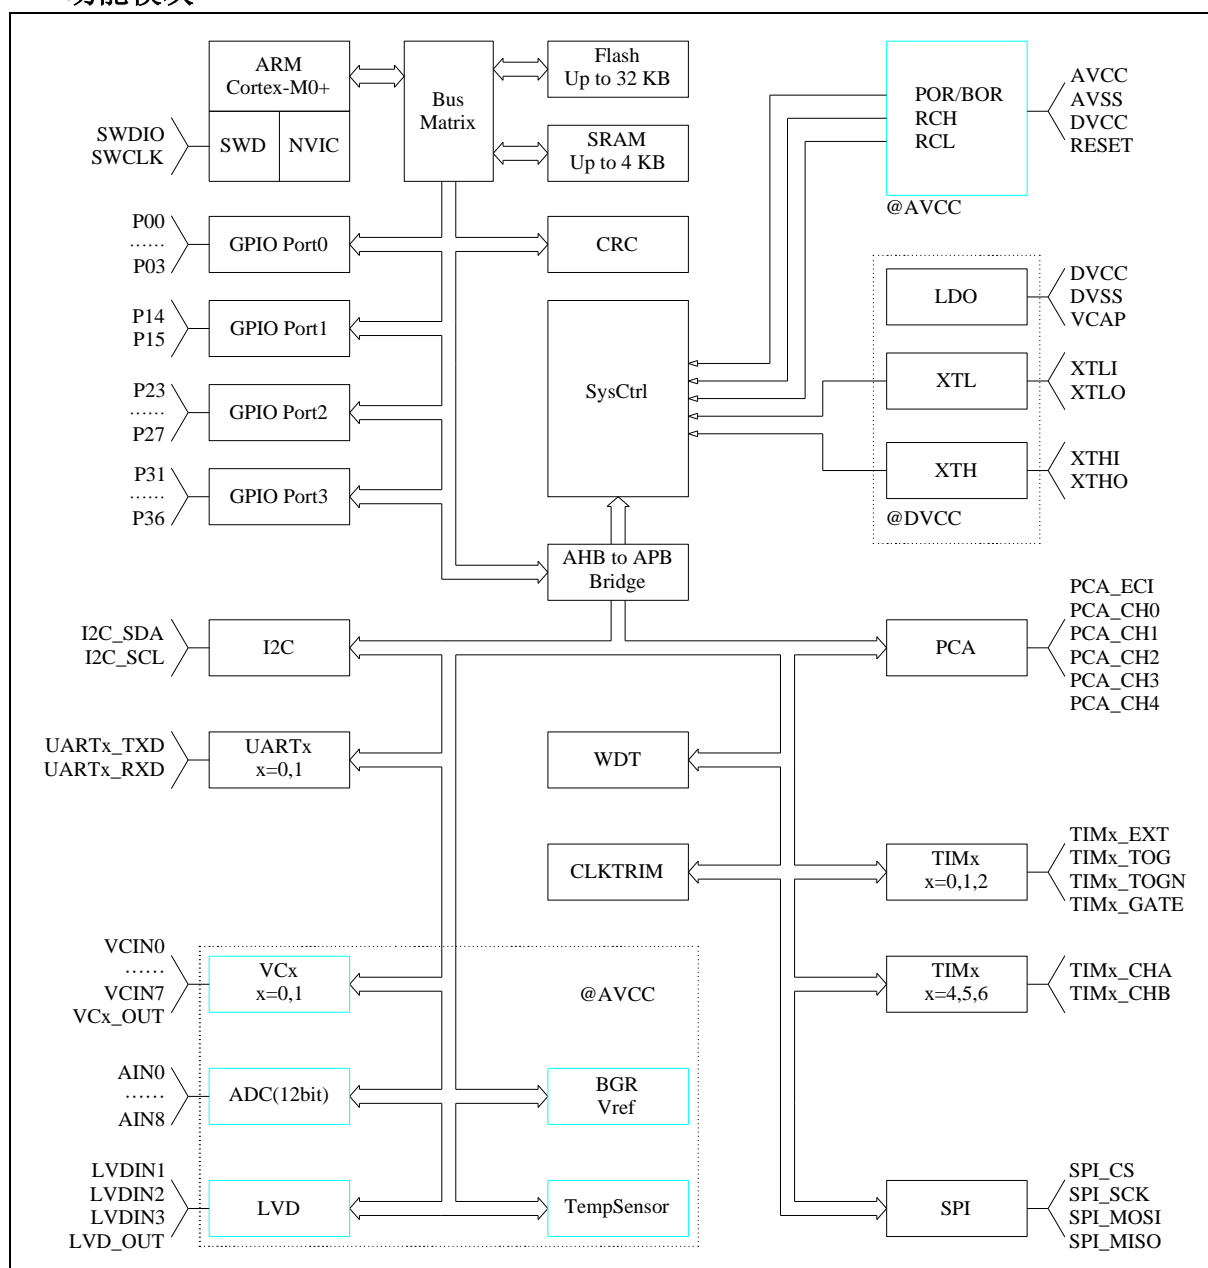 功能模块
ARM
Cortex-M0+
SWD
NVIC
SWDIO
SWCLK
Bus
Matrix
Flash
Up to 32 KB
SRAM
Up to 4 KB
POR/BOR
RCH
RCL
@AVCC
AVCC
AVSS
DVCC
RESET
P00
......
P03
GPIO Port0
CRC
P14
P15
GPIO Port1
P23
......
P27
GPIO Port2
P31
......
P36
GPIO Port3
SysCtrl
LDO
DVCC
DVSS
VCAP
XTL
XTLI
XTLO
XTH
XTHI
XTHO
@DVCC
AHB to APB
Bridge
I2C_SDA
I2C_SCL
I2C
PCA
PCA_ECI
PCA_CH0
PCA_CH1
PCA_CH2
PCA_CH3
PCA_CH4
UARTx_TXD
UARTx_RXD
UARTx
x=0,1
WDT
CLKTRIM
TIMx
x=0,1,2
TIMx_EXT
TIMx_TOG
TIMx_TOGN
TIMx_GATE
VCIN0
......
VCIN7
VCx_OUT
VCx
x=0,1
@AVCC
TIMx
x=4,5,6
TIMx_CHA
TIMx_CHB
AIN0
......
AIN8
ADC(12bit)
BGR
Vref
LVDIN1
LVDIN2
LVDIN3
LVD_OUT
LVD
TempSensor
SPI
SPI_CS
SPI_SCK
SPI_MOSI
SPI_MISO